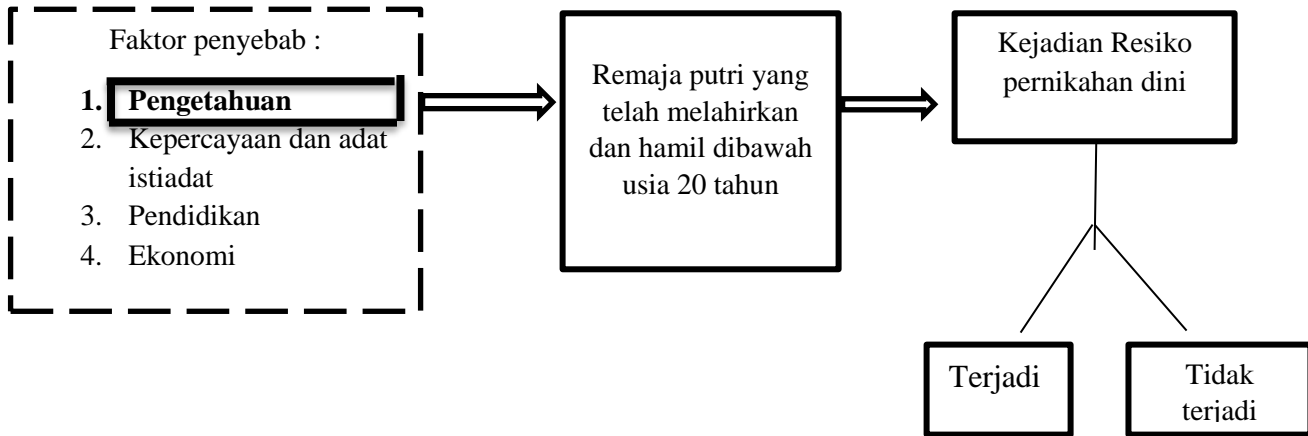 Faktor penyebab :
1. Pengetahuan
2. Kepercayaan dan adat
istiadat
3. Pendidikan
4. Ekonomi
Remaja putri yang
telah melahirkan
dan hamil dibawah
usia 20 tahun
Kejadian Resiko
pernikahan dini
Terjadi
Tidak
terjadi